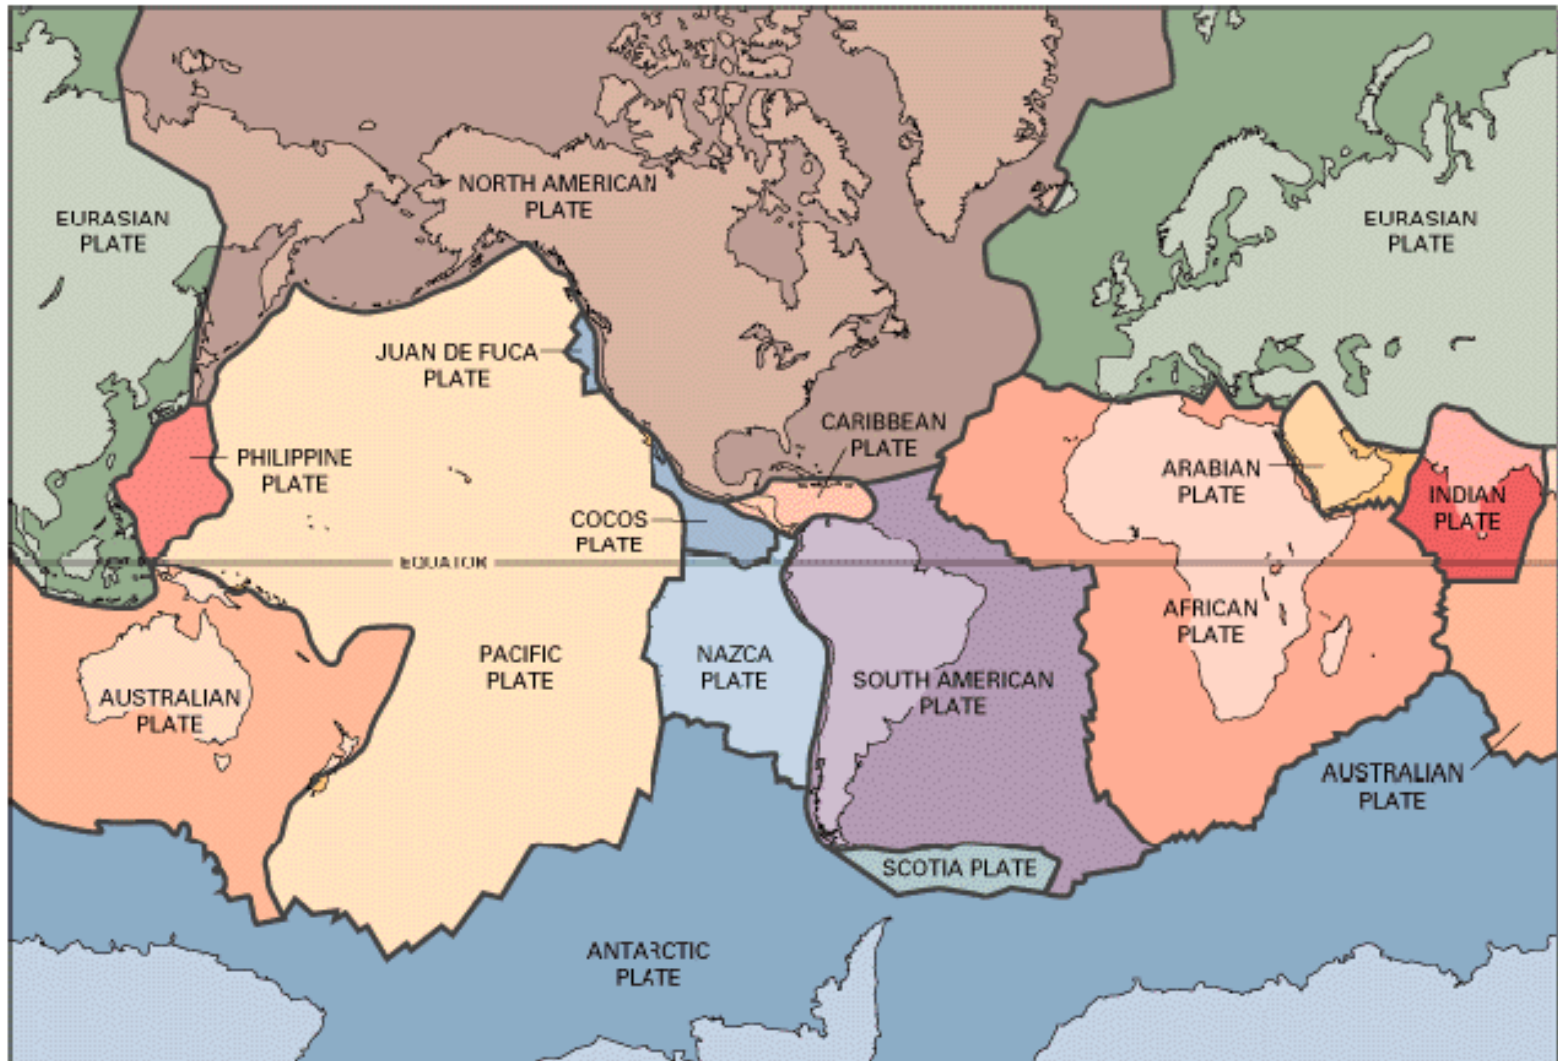 NORTH AMERICAN
PLATE
EURASIAN
PLATE
EURASIAN
PLATE
JUAN DE FUCA
PLATE
CARIBBEAN
PLATE
PHILIPPINE
PLATE
ARABIAN
PLATE
INDIAN
PLATE
COCOS
PLATE
EQUATOR
AFRICAN
PLATE
PACIFIC
PLATE
NAZCA
PLATE
SOUTH AMERICAN
PLATE
AUSTRALIAN
PLATE
AUSTRALIAN
PLATE
SCOTIA PLATE
ANTARCTIC
PLATE